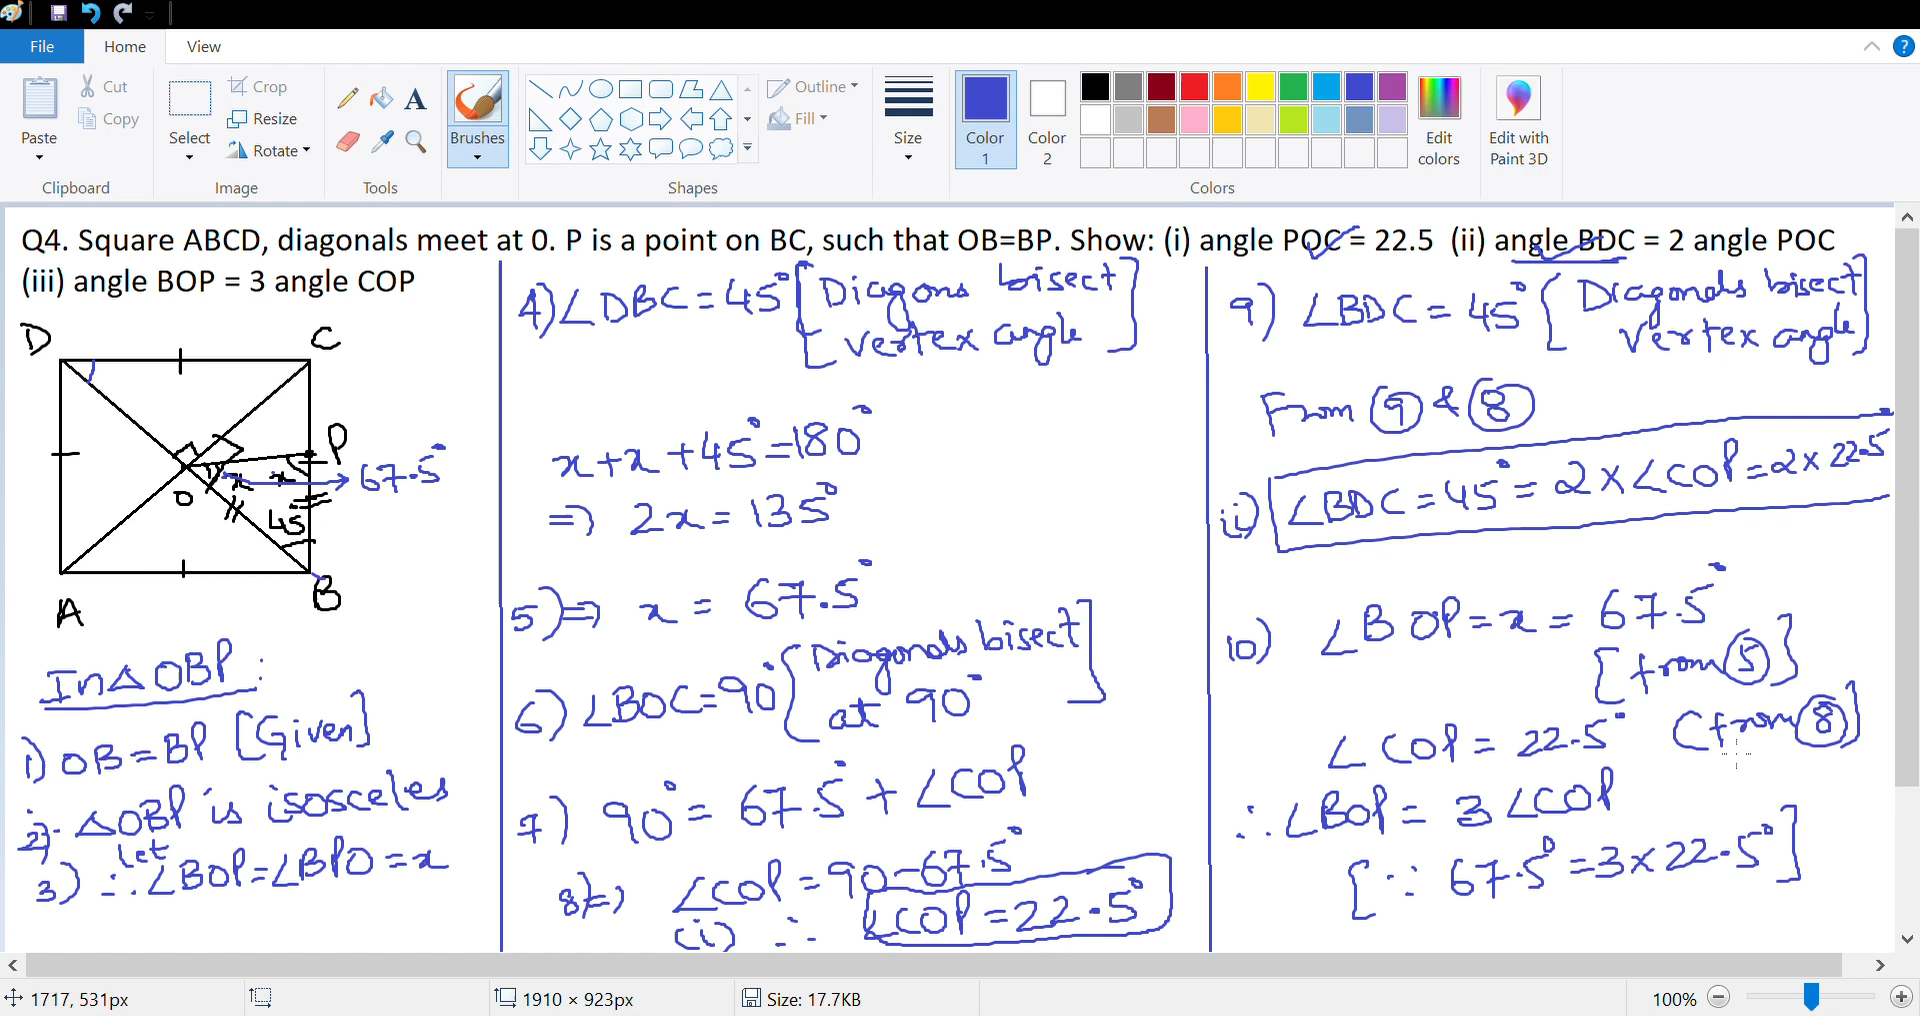 File Home View
Paste
Cut
Copy
Clipboard
Select
Crop
Resize
Rotate
Image
Tools
Brushes
Shapes
Outline
Fill
Size
Color 1
Color 2
Colors
Edit colors
Edit with Paint 3D
Q4. Square ABCD, diagonals meet at 0. P is a point on BC, such that OB=BP. Show: (i) angle POC = 22.5 (ii) angle BDC = 2 angle POC
(iii) angle BOP = 3 angle COP
D C
P
x x 67.5°
O
45
A B
In△OBP:
1) OB=BP [Given]
2) ∴ △OBP is isosceles
let
3) ∴∠BOP=∠BPO=x
4) ∠DBC=45° [Diagons bisect
vertex angle]
x+x+45°=180°
=> 2x=135°
5) => x = 67.5°
6) ∠BOC=90° [Diagonals bisect
at 90°]
7) 90°= 67.5°+ ∠COP
8) => ∠COP =90-67.5°
(i) ∴ ∠COP =22.5°
9) ∠BDC= 45° [Diagonals bisect
Vertex angle]
From 9 & 8
ii) ∠BDC=45°=2×∠COP=2×22.5°
10) ∠BOP=x= 67.5°
[from 5]
∠COP= 22.5° (from 8]
∴∠BOP= 3∠COP
[∵ 67.5°=3×22.5°]
1717, 531px 1910 × 923px Size: 17.7KB 100%